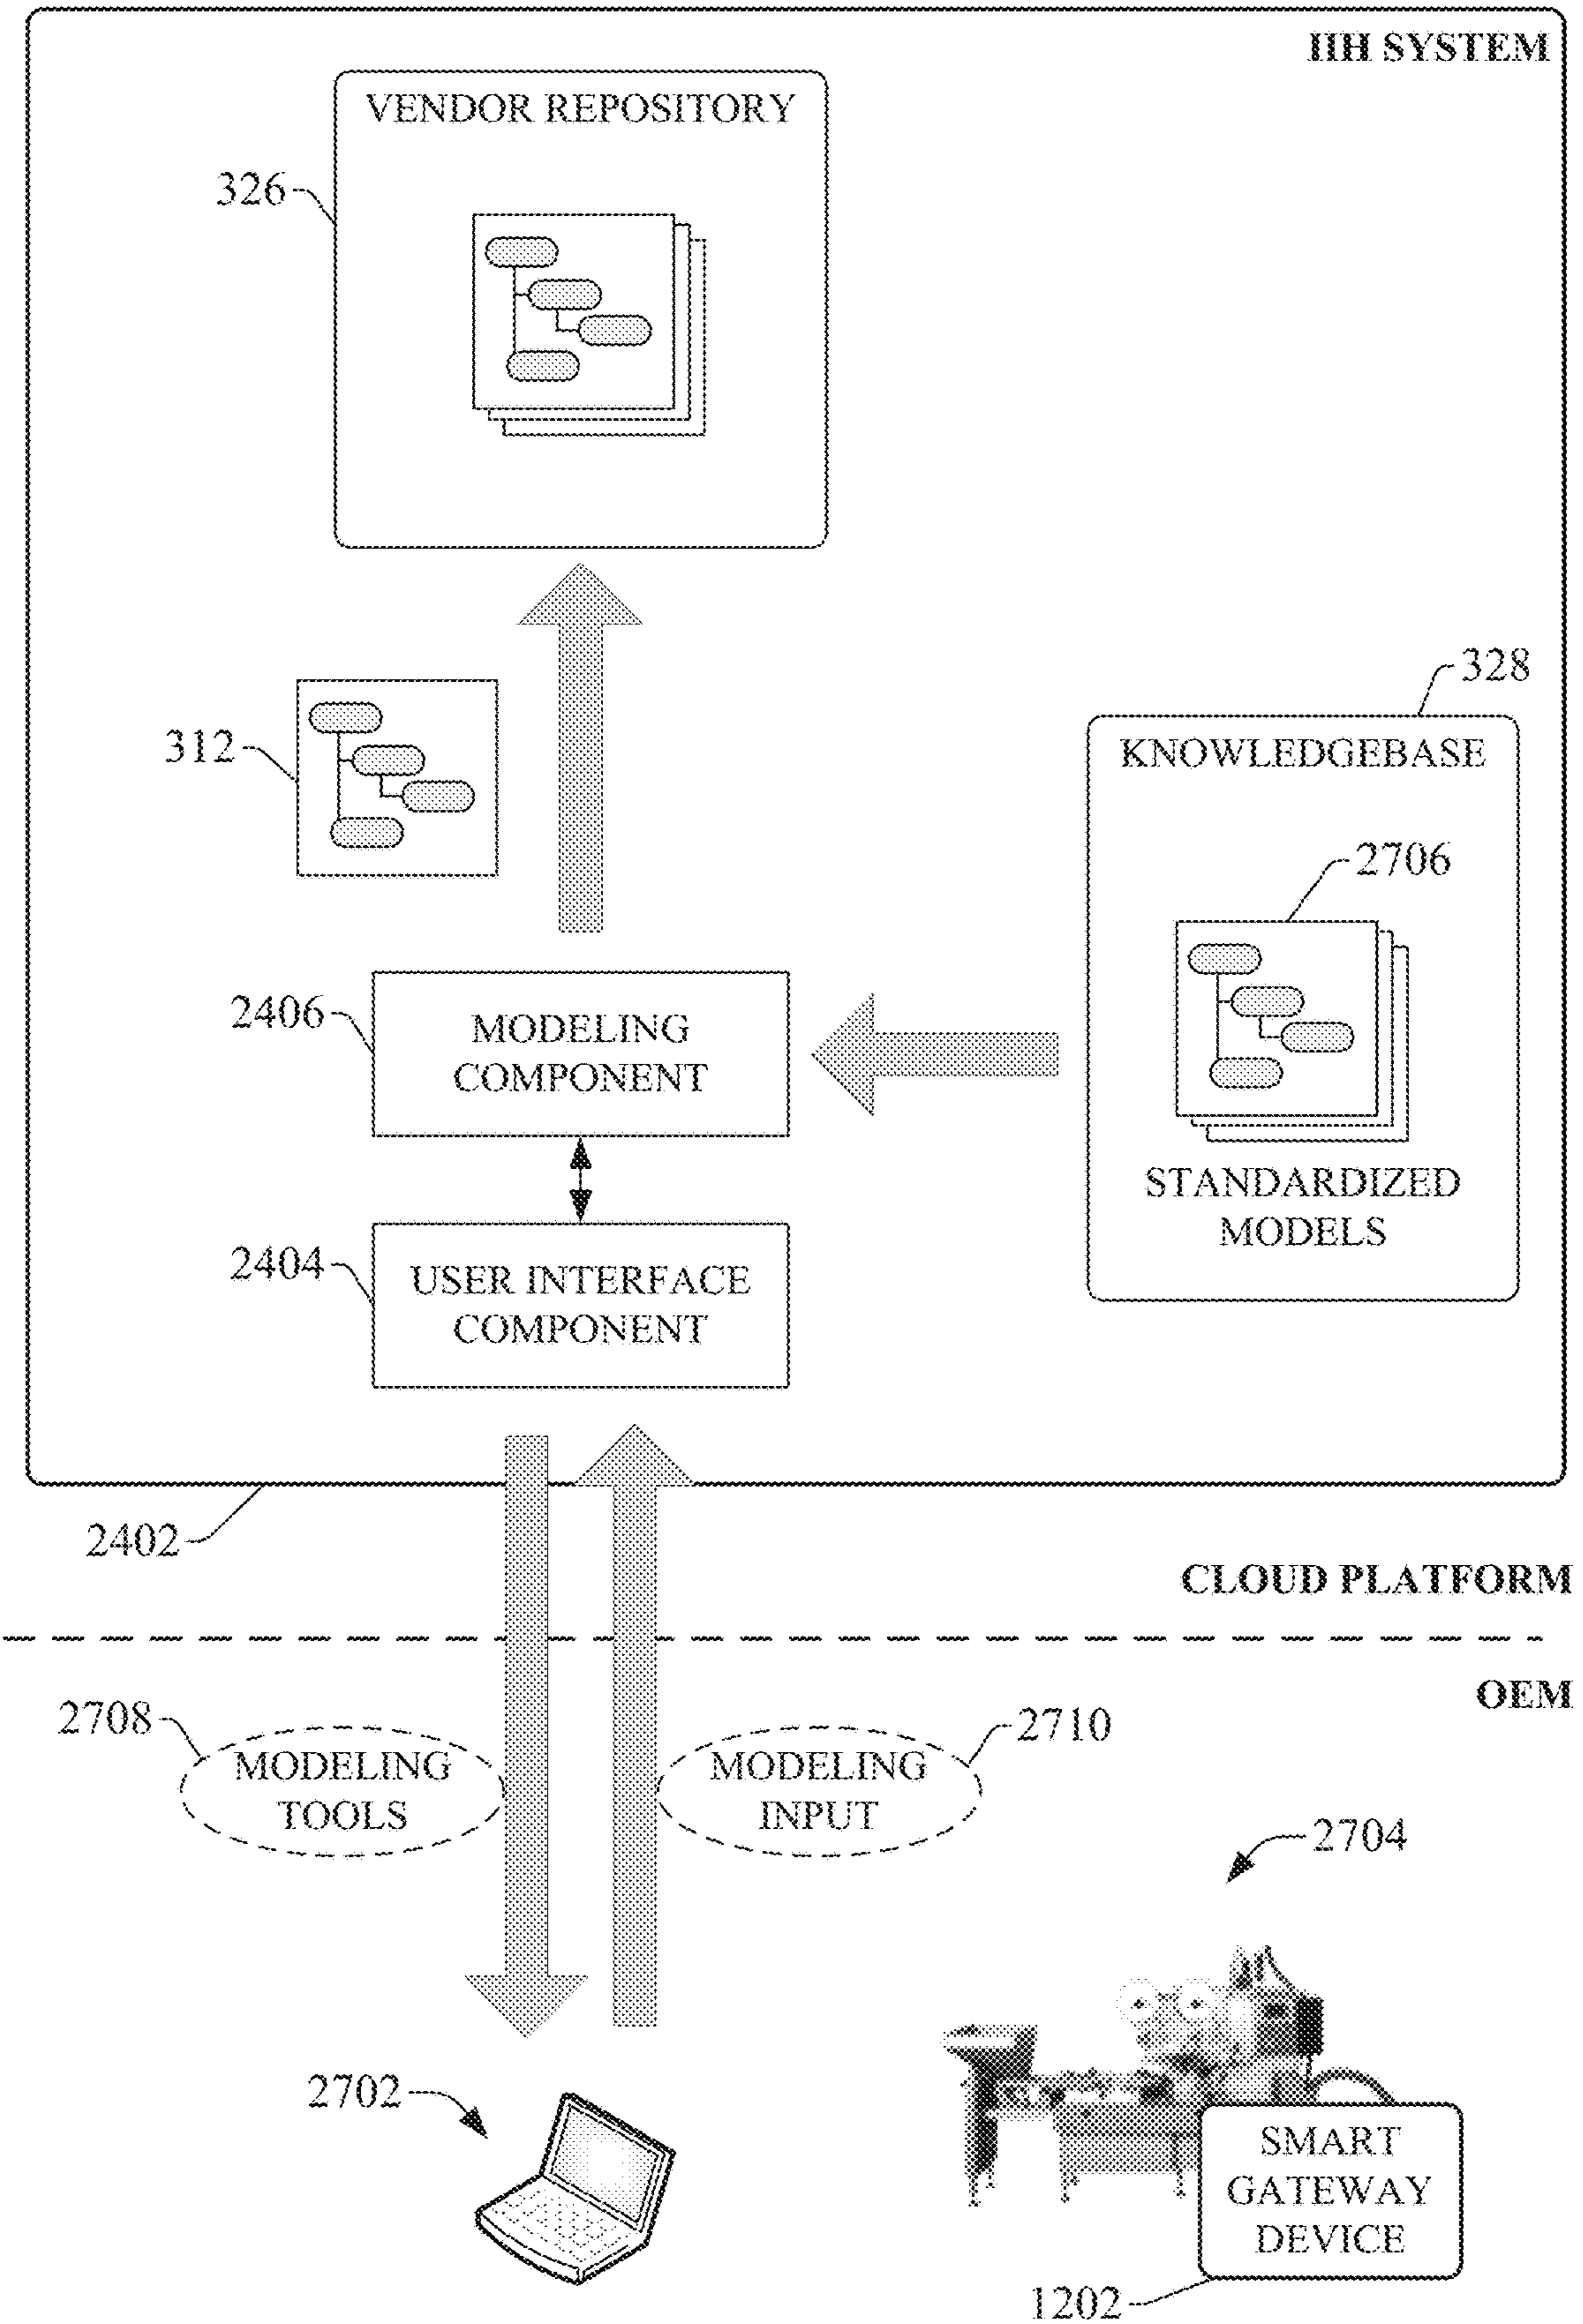 IIH SYSTEM
VENDOR REPOSITORY
326
328
312
KNOWLEDGEBASE
2706
2406
MODELING
COMPONENT
STANDARDIZED
MODELS
2404
USER INTERFACE
COMPONENT
2402
CLOUD PLATFORM
OEM
2708
MODELING
TOOLS
2710
MODELING
INPUT
2704
2702
SMART
GATEWAY
DEVICE
1202